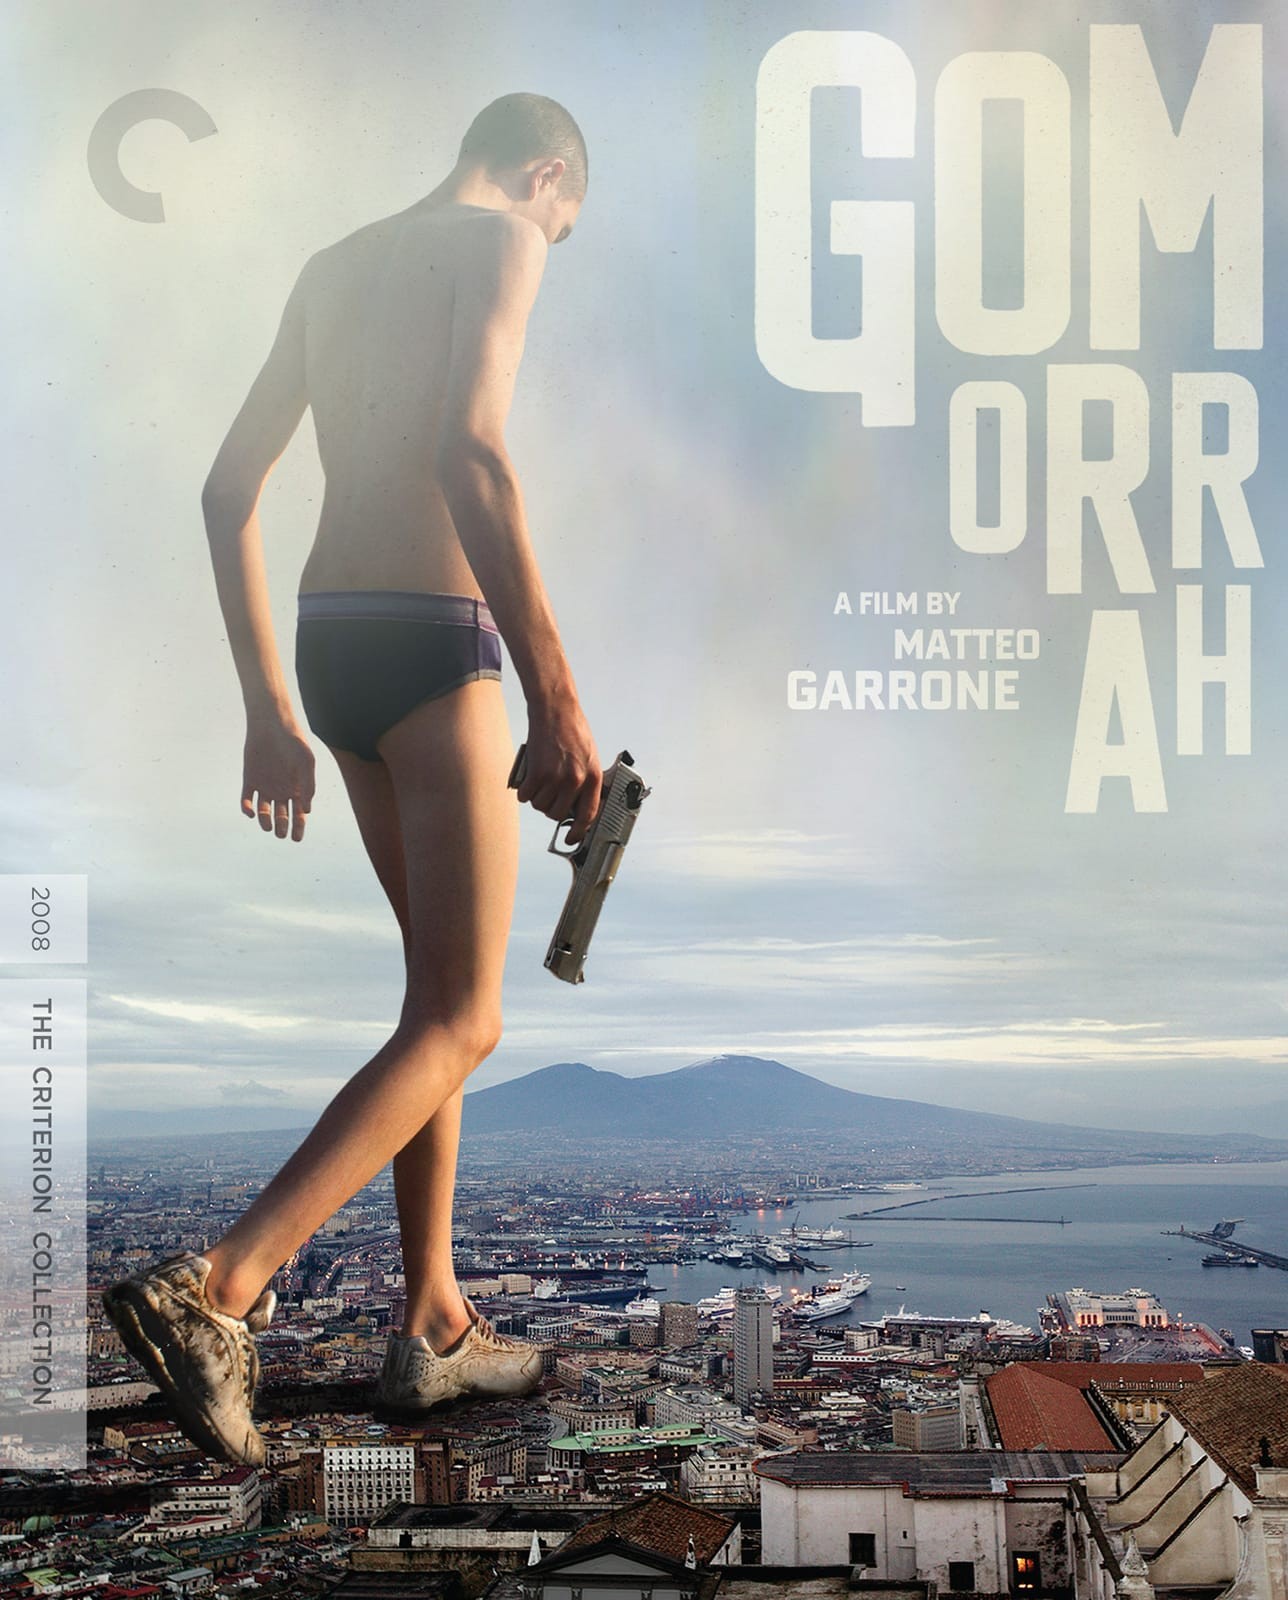 GOM
ORR
AH
A FILM BY
MATTEO
GARRONE
2008
THE CRITERION COLLECTION